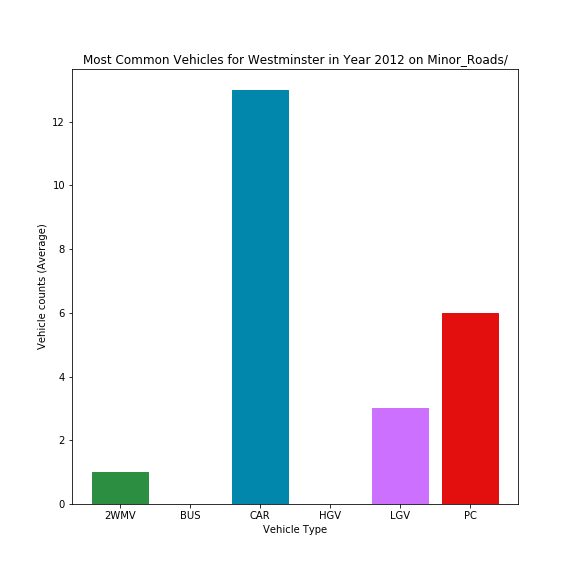 Most Common Vehicles for Westminster in Year 2012 on Minor_Roads/
Vehicle counts (Average)
12
10
8
6
4
2
0
2WMV BUS CAR HGV LGV PC
Vehicle Type